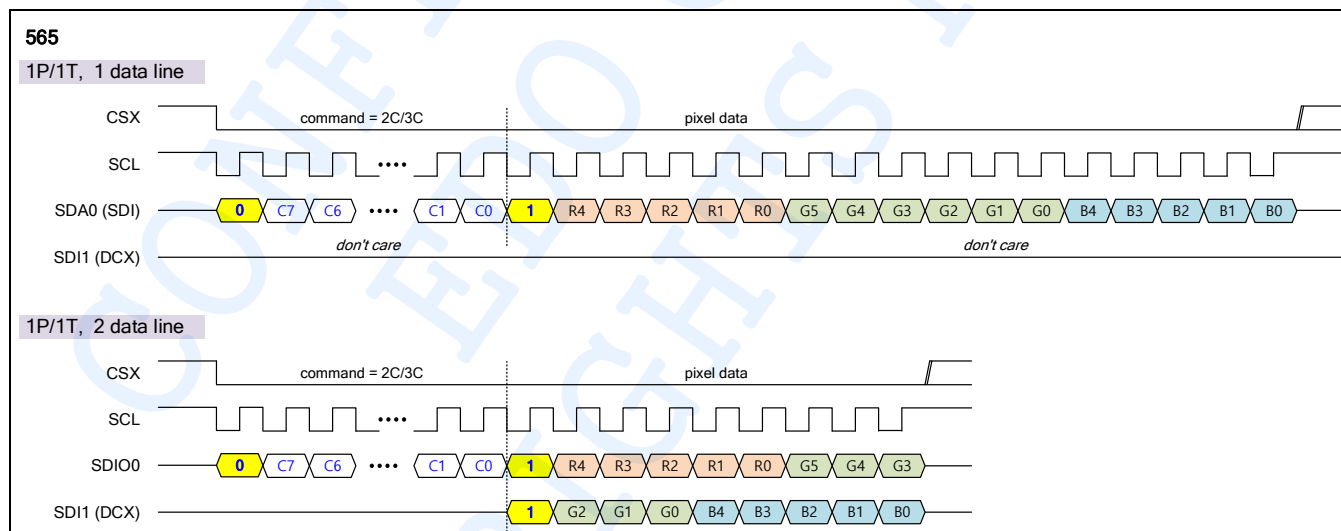 565
1P/1T, 1 data line
CSX command = 2C/3C pixel data
SCL ••••
SDA0 (SDI) 0 C7 C6 •••• C1 C0 1 R4 R3 R2 R1 R0 G5 G4 G3 G2 G1 G0 B4 B3 B2 B1 B0
don't care don't care
SDI1 (DCX)
1P/1T, 2 data line
CSX command = 2C/3C pixel data
SCL ••••
SDIO0 0 C7 C6 •••• C1 C0 1 R4 R3 R2 R1 R0 G5 G4 G3
SDI1 (DCX) 1 G2 G1 G0 B4 B3 B2 B1 B0